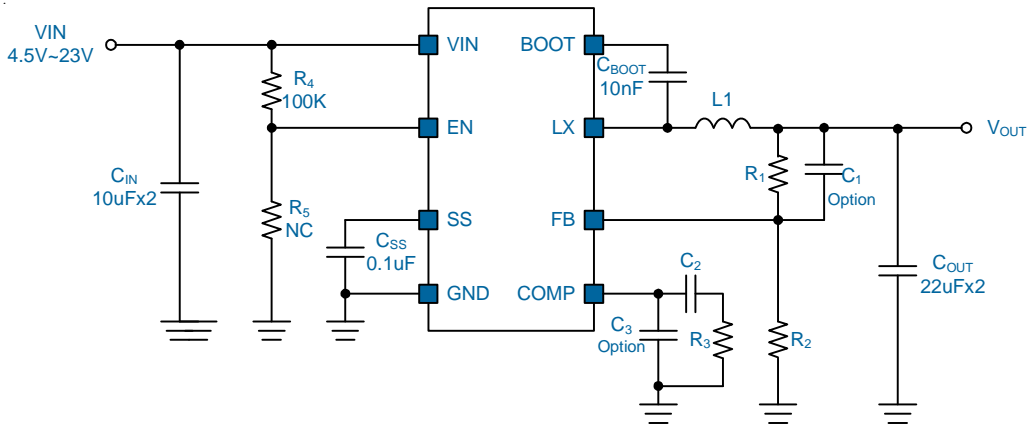 .
VIN
4.5V~23V
VIN
BOOT
CBOOT
10nF
R4
100K
L1
EN
LX
VOUT
CIN
10uFx2
R1
C1
Option
R5
NC
SS
FB
CSS
0.1uF
C2
COUT
22uFx2
GND
COMP
C3
Option
R3
R2